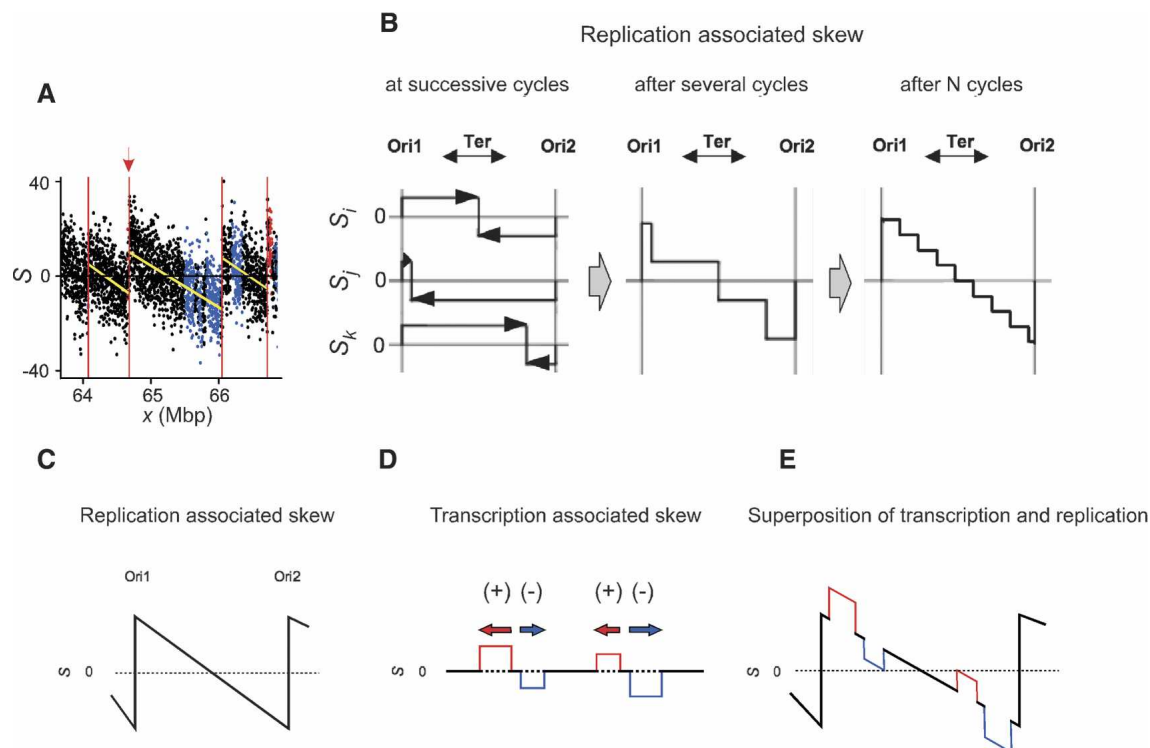 B
Replication associated skew
A
at successive cycles
after several cycles
after N cycles
Ori1
Ter
Ori2
Ori1
Ter
Ori2
Ori1
Ter
Ori2
40
0
-40
S
64
65
66
x (Mbp)
Si
0
Sj
0
Sk
0
C
D
E
Replication associated skew
Transcription associated skew
Superposition of transcription and replication
Ori1
Ori2
(+)
(-)
(+)
(-)
S
0
S
0
S
0